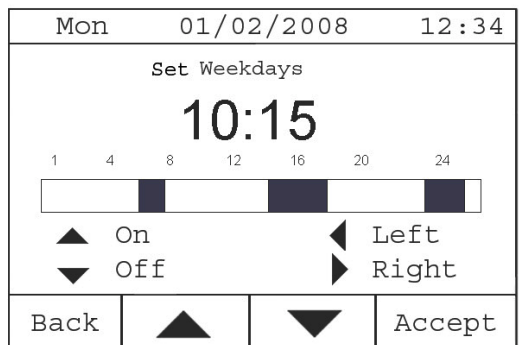 Mon 01/02/2008 12:34
Set Weekdays
10:15
1 4 8 12 16 20 24
On Left
Off Right
Back Accept